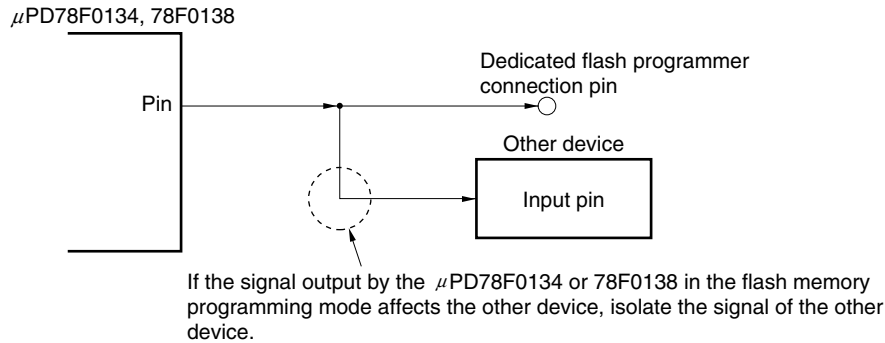 μPD78F0134, 78F0138
Dedicated flash programmer
connection pin
Pin
Other device
Input pin
If the signal output by the μPD78F0134 or 78F0138 in the flash memory
programming mode affects the other device, isolate the signal of the other
device.